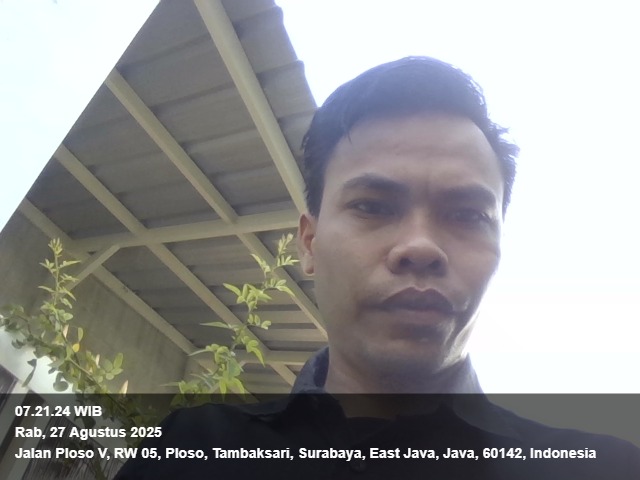 07.21.24 WIB
Rab, 27 Agustus 2025
Jalan Ploso V, RW 05, Ploso, Tambaksari, Surabaya, East Java, Java, 60142, Indonesia